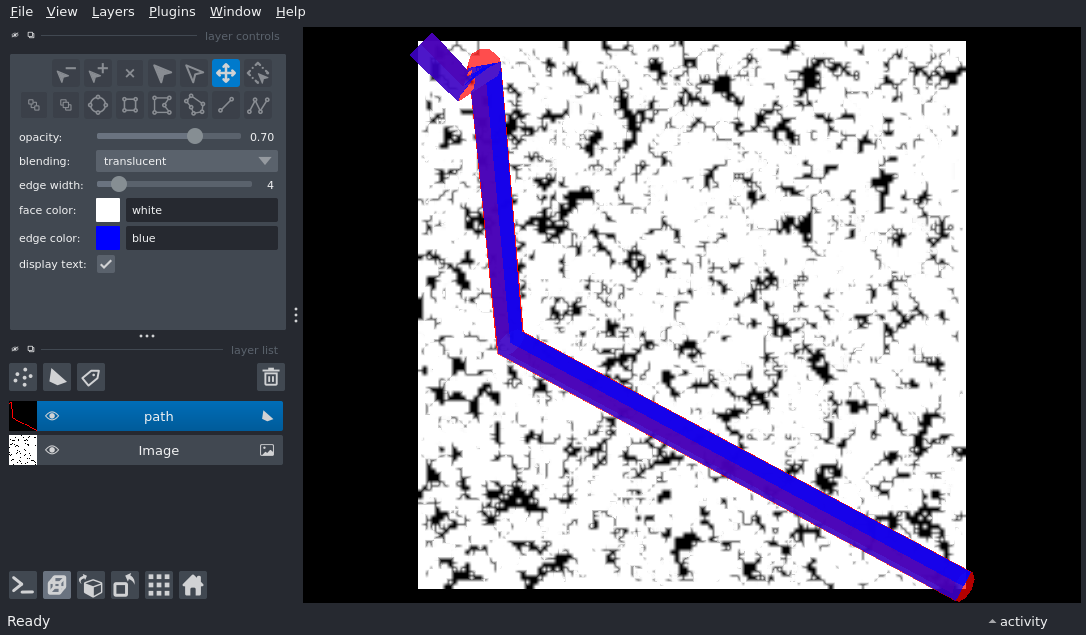 File View Layers Plugins Window Help
layer controls
opacity: 0.70
blending: translucent
edge width: 4
face color: white
edge color: blue
display text:
layer list
path
Image
Ready
activity